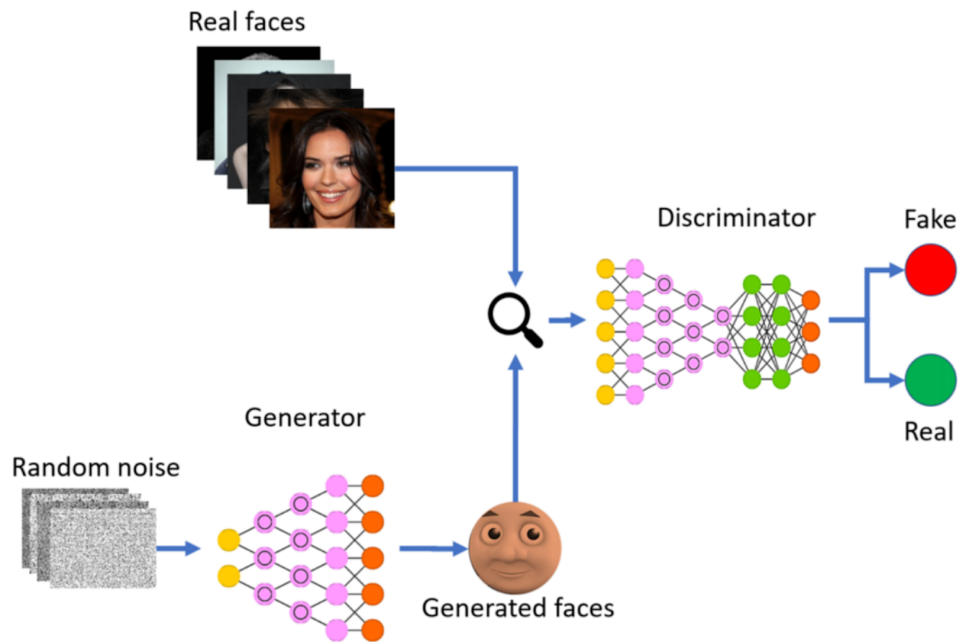 Real faces
Discriminator
Fake
Generator
Real
Random noise
Generated faces